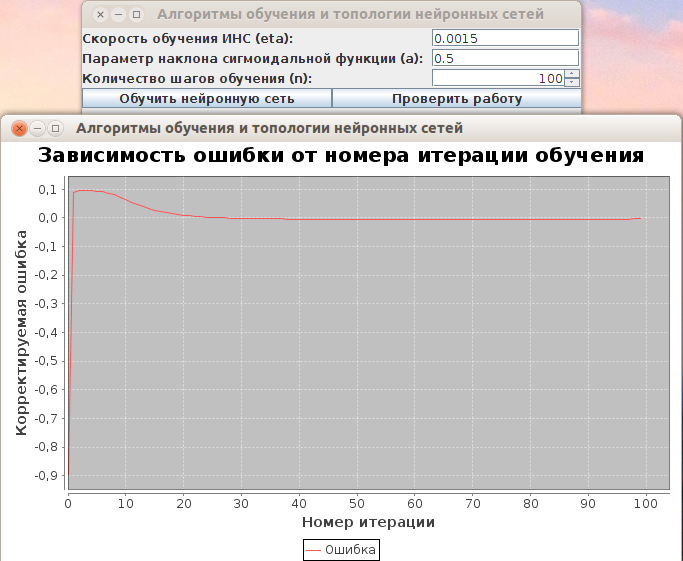 Алгоритмы обучения и топологии нейронных сетей
Скорость обучения ИНС (eta): 0.0015
Параметр наклона сигмоидальной функции (a): 0.5
Количество шагов обучения (n): 100
Обучить нейронную сеть Проверить работу
Алгоритмы обучения и топологии нейронных сетей
Зависимость ошибки от номера итерации обучения
Корректируемая ошибка
0,1
0,0
-0,1
-0,2
-0,3
-0,4
-0,5
-0,6
-0,7
-0,8
-0,9
0 10 20 30 40 50 60 70 80 90 100
Номер итерации
Ошибка